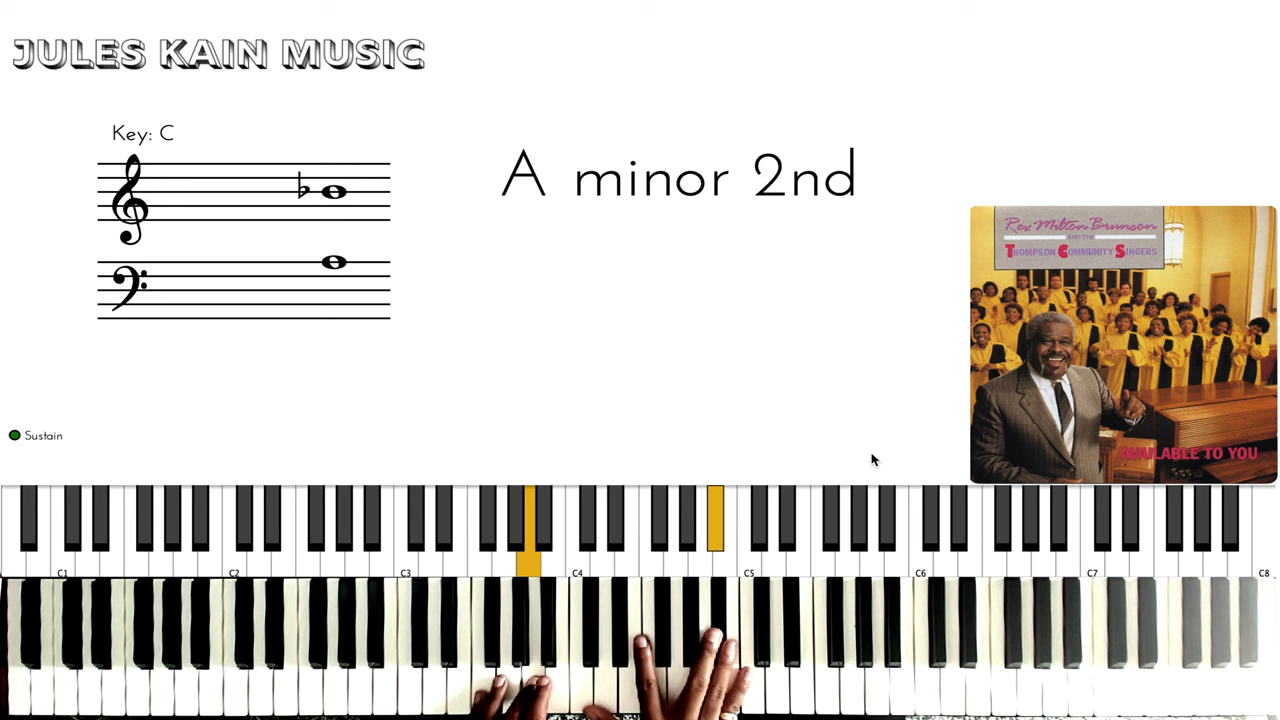 JULES KAIN MUSIC
Key: C
A minor 2nd
Rev. Milton Brunson
AND THE
THOMPSON COMMUNITY SINGERS
AVAILABLE TO YOU
Sustain
C1 C2 C3 C4 C5 C6 C7 C8